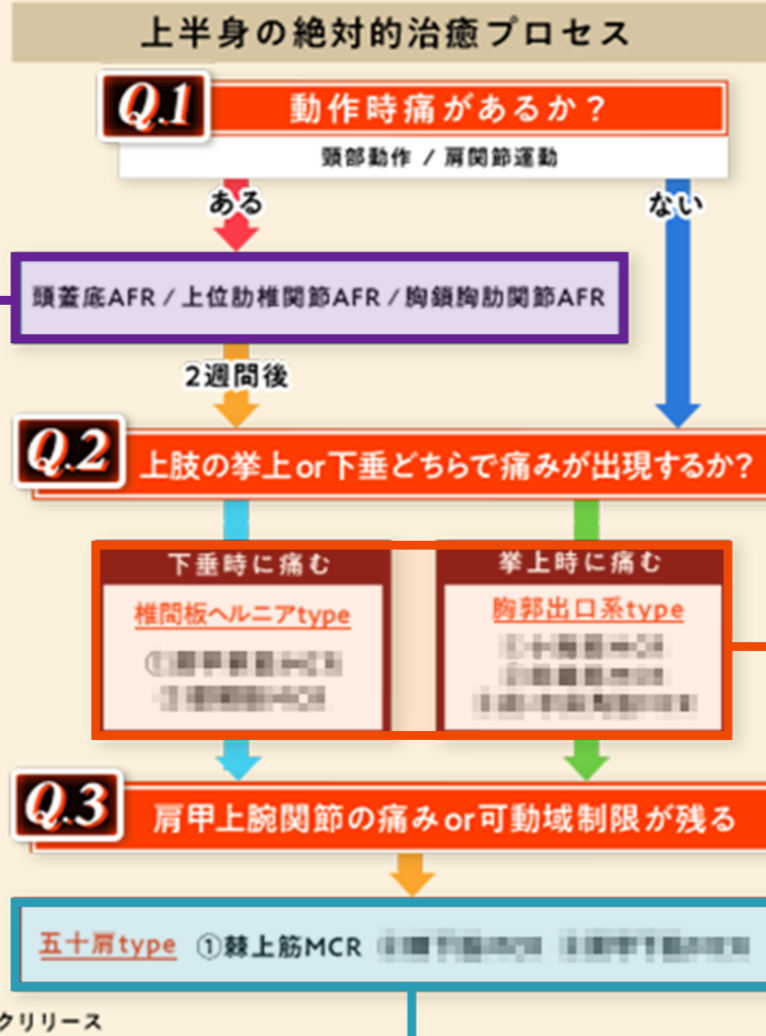 上半身の絶対的治癒プロセス
Q.1
動作時痛があるか？
頸部動作 / 肩関節運動
ある
ない
頭蓋底AFR / 上位肋椎関節AFR / 胸鎖胸肋関節AFR
2週間後
Q.2
上肢の挙上or下垂どちらで痛みが出現するか?
下垂時に痛む
挙上時に痛む
椎間板ヘルニアtype
胸郭出口系type
Q.3
肩甲上腕関節の痛みor可動域制限が残る
五十肩type ①棘上筋MCR
クリリース